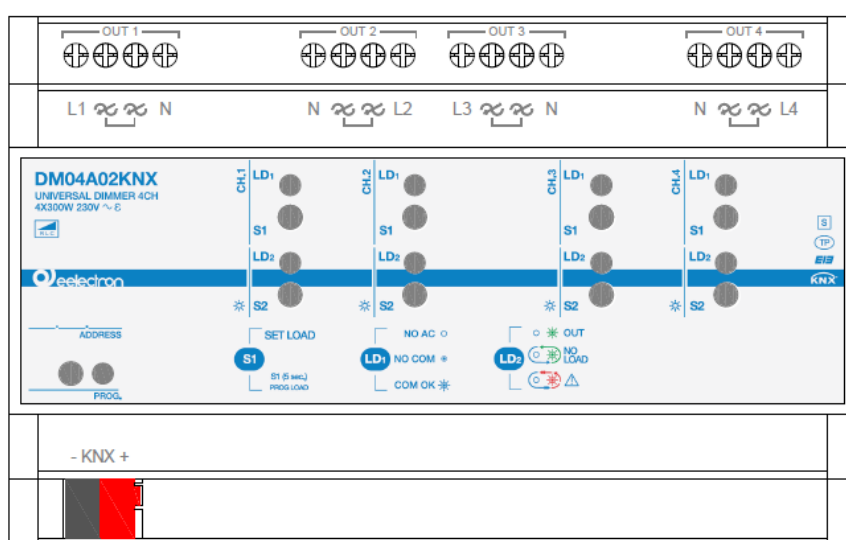 OUT 1 OUT 2 OUT 3 OUT 4
L1 N N L2 L3 N N L4
DM04A02KNX
UNIVERSAL DIMMER 4CH
4X300W 230V ~ ε
R L C
CH.1 LD1 CH.2 LD1 CH.3 LD1 CH.4 LD1
S1 S1 S1 S1
S
TP
LD2 LD2 LD2 LD2
EIB
eelectron
KNX
S2 S2 S2 S2
ADDRESS
PROG.
SET LOAD
S1
S1 (5 sec.)
PROG LOAD
NO AC
LD1 NO COM
COM OK
OUT
LD2 NO
LOAD
- KNX +